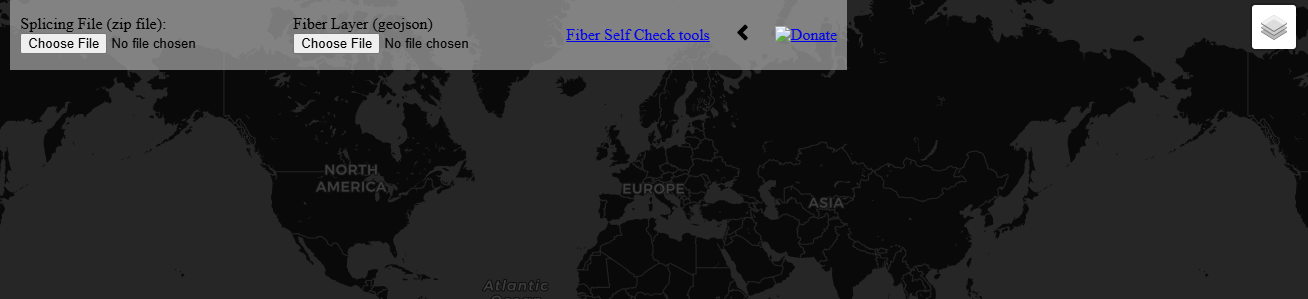 Splicing File (zip file):
Choose File No file chosen
Fiber Layer (geojson)
Choose File No file chosen
Fiber Self Check tools
Donate
NORTH
AMERICA
EUROPE
ASIA
Atlantic
Ocean